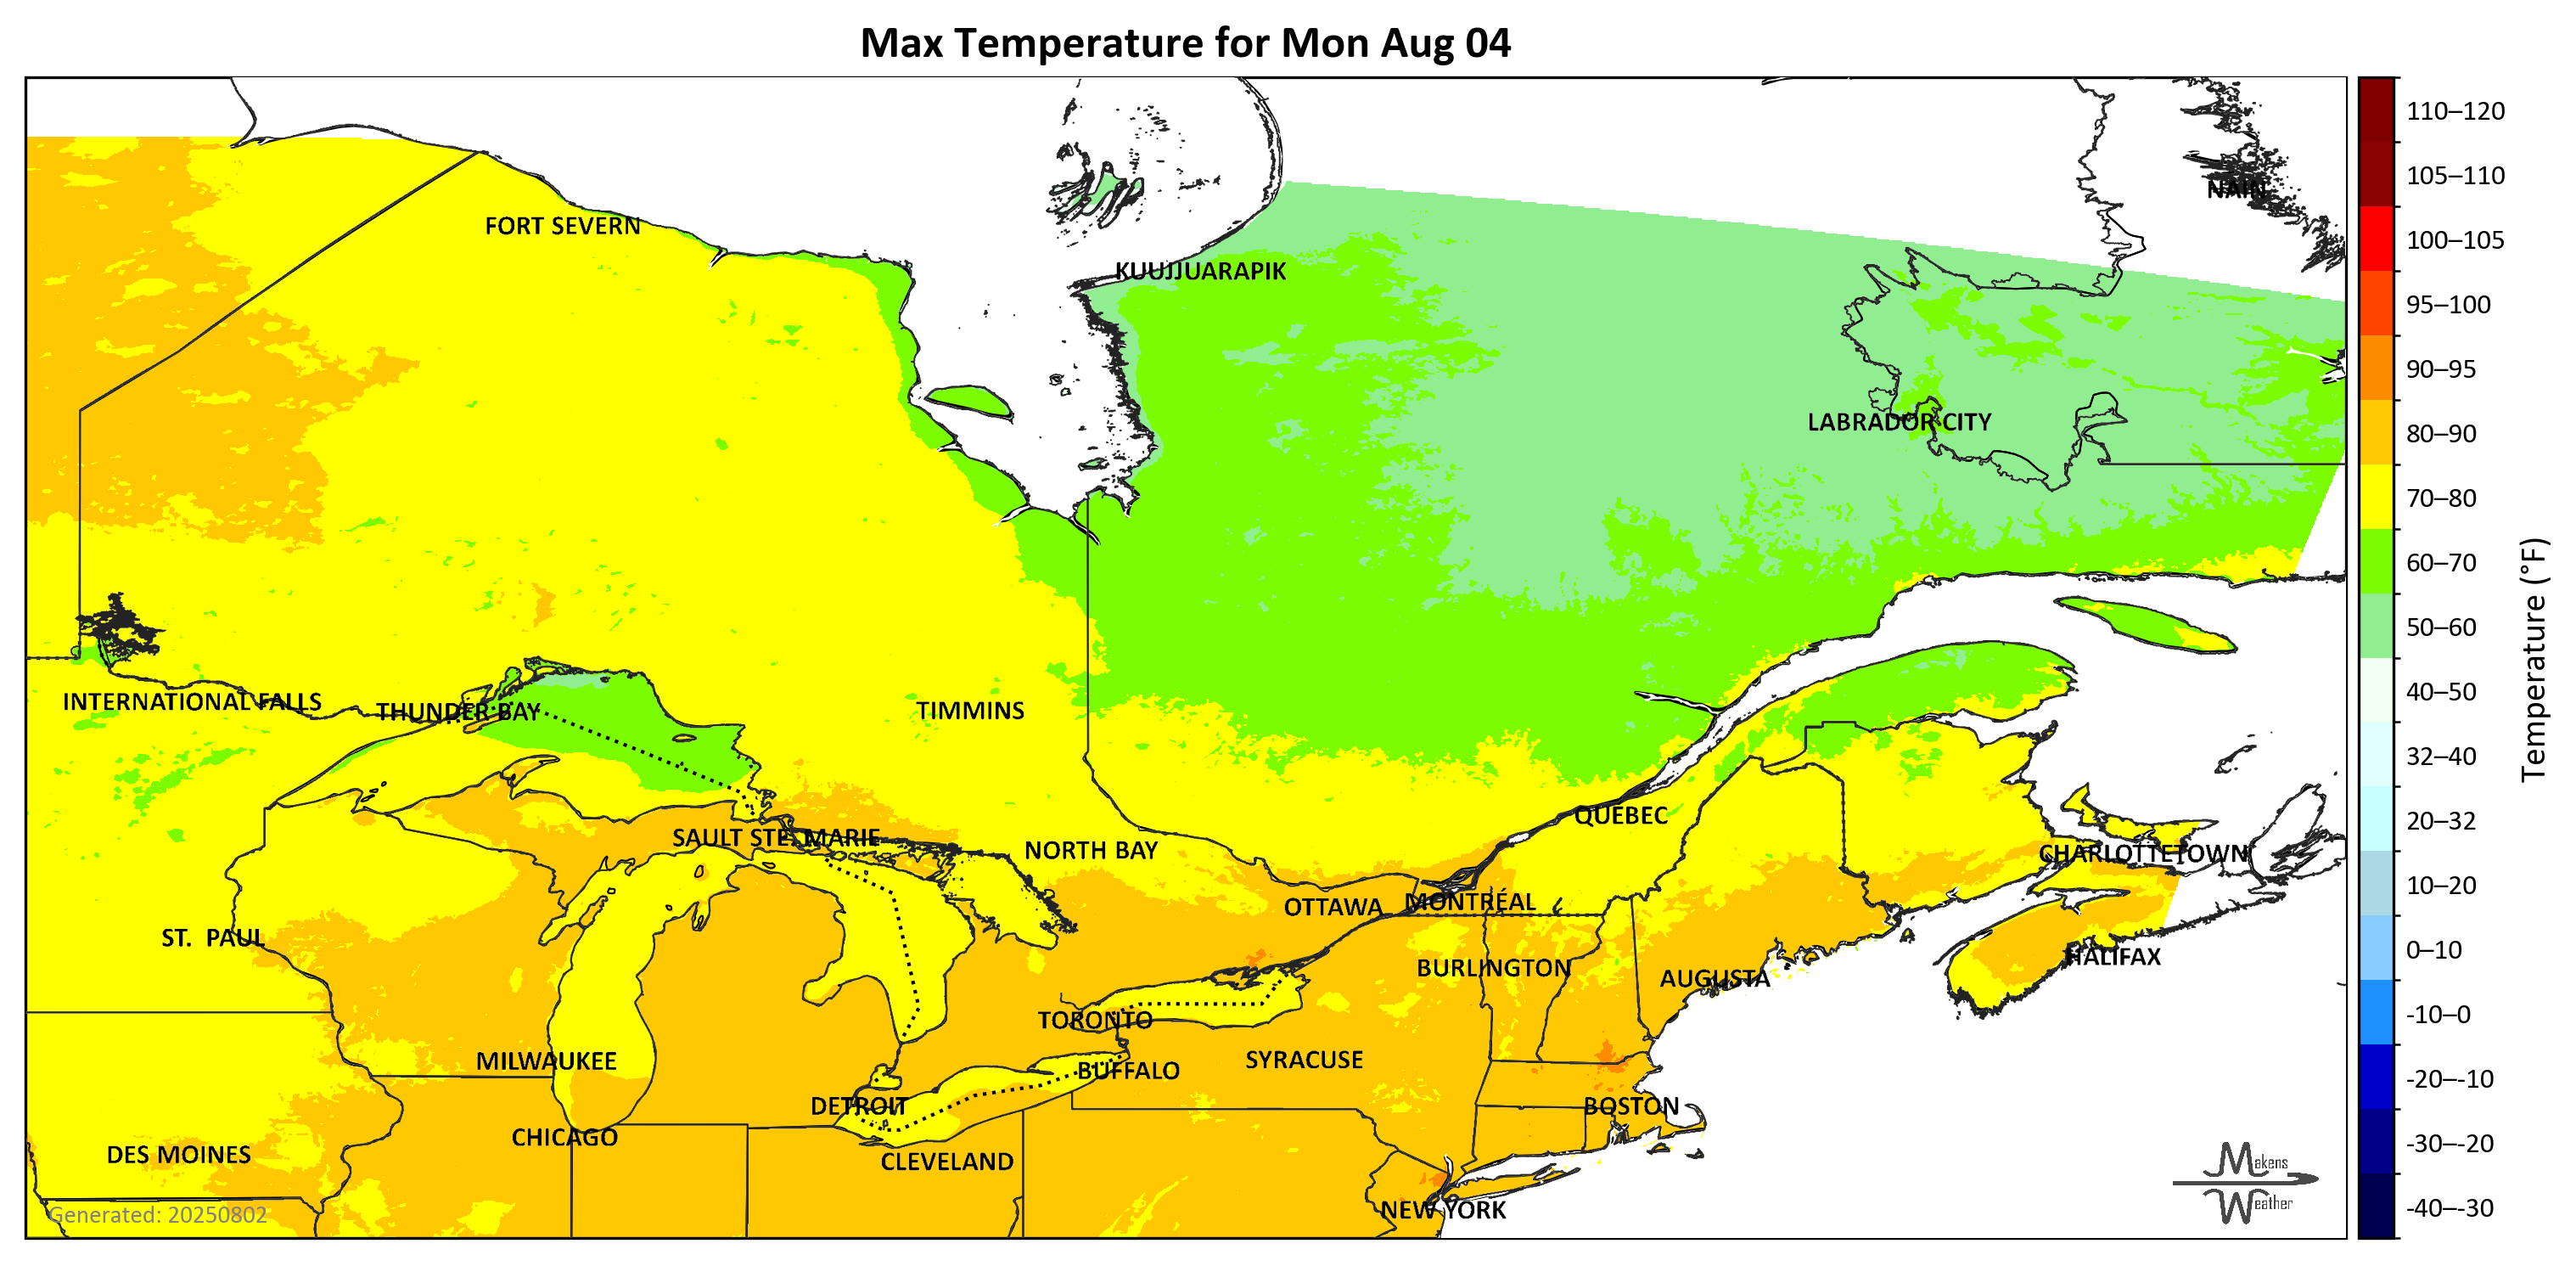 Max Temperature for Mon Aug 04
NAIN
FORT SEVERN
KUUJJUARAPIK
LABRADOR CITY
INTERNATIONAL FALLS
THUNDER BAY
TIMMINS
QUEBEC
SAULT STE. MARIE
NORTH BAY
CHARLOTTETOWN
OTTAWA
MONTRÉAL
ST. PAUL
HALIFAX
BURLINGTON
AUGUSTA
TORONTO
MILWAUKEE
SYRACUSE
BUFFALO
DETROIT
BOSTON
CHICAGO
DES MOINES
CLEVELAND
NEW YORK
Generated: 20250802
Makens
Weather
110–120
105–110
100–105
95–100
90–95
80–90
70–80
60–70
50–60
40–50
32–40
20–32
10–20
0–10
-10–0
-20–-10
-30–-20
-40–-30
Temperature (°F)